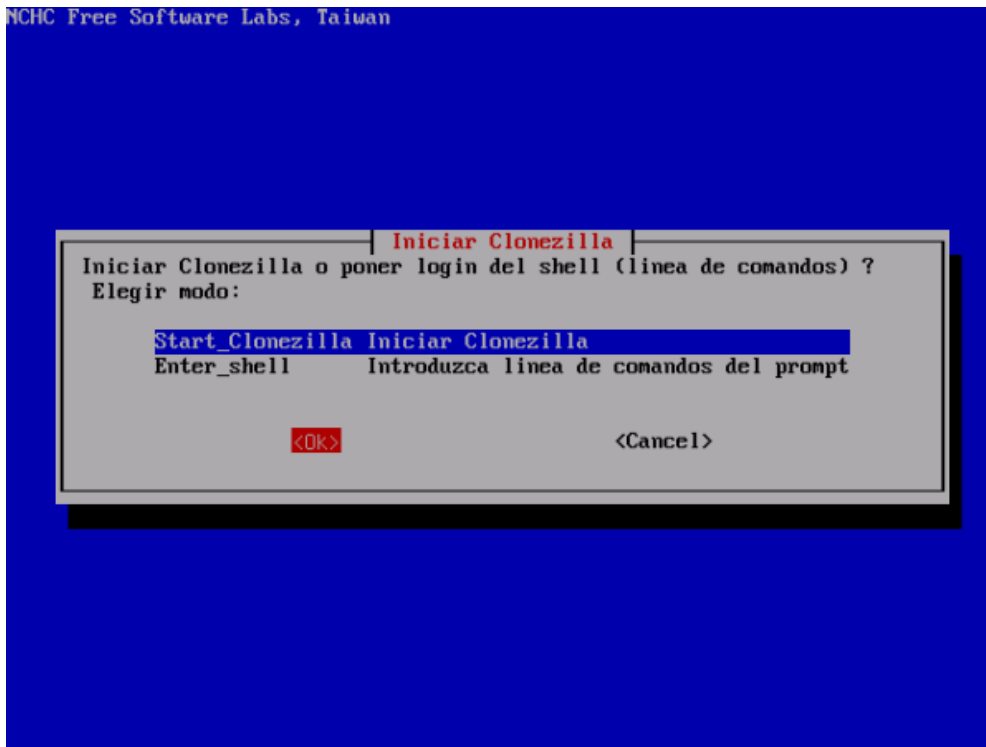 NCHC Free Software Labs, Taiwan
Iniciar Clonezilla
Iniciar Clonezilla o poner login del shell (linea de comandos) ?
Elegir modo:
Start_Clonezilla Iniciar Clonezilla
Enter_shell Introduzca linea de comandos del prompt
<Ok> <Cancel>